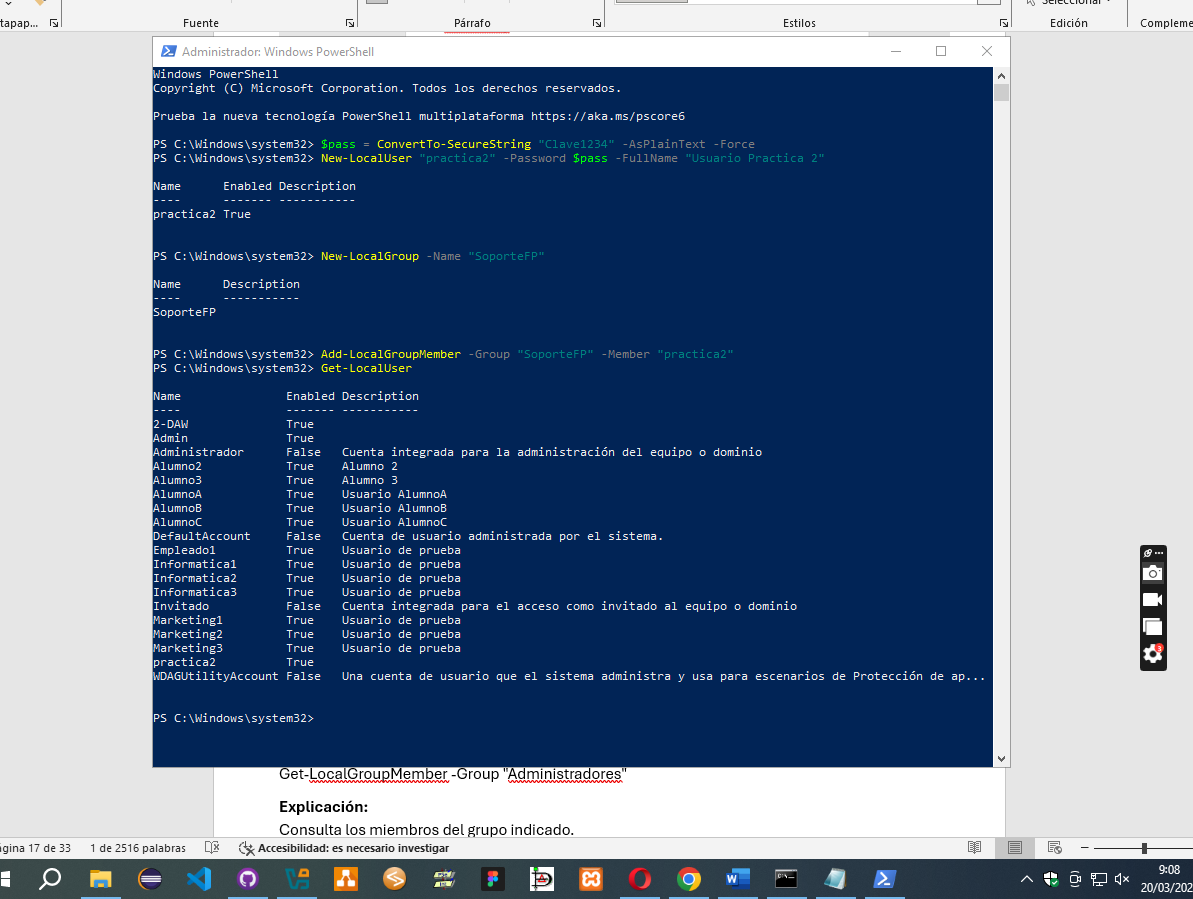 Seleccionar
tapap...
Fuente
Párrafo
Estilos
Edición
Compleme
Administrador: Windows PowerShell
Windows PowerShell
Copyright (C) Microsoft Corporation. Todos los derechos reservados.
Prueba la nueva tecnología PowerShell multiplataforma https://aka.ms/pscore6
PS C:\Windows\system32> $pass = ConvertTo-SecureString "Clave1234" -AsPlainText -Force
PS C:\Windows\system32> New-LocalUser "practica2" -Password $pass -FullName "Usuario Practica 2"
Name      Enabled Description
----      ------- -----------
practica2 True
PS C:\Windows\system32> New-LocalGroup -Name "SoporteFP"
Name      Description
----      -----------
SoporteFP
PS C:\Windows\system32> Add-LocalGroupMember -Group "SoporteFP" -Member "practica2"
PS C:\Windows\system32> Get-LocalUser
Name               Enabled Description
----               ------- -----------
2-DAW              True
Admin              True
Administrador      False   Cuenta integrada para la administración del equipo o dominio
Alumno2            True    Alumno 2
Alumno3            True    Alumno 3
AlumnoA            True    Usuario AlumnoA
AlumnoB            True    Usuario AlumnoB
AlumnoC            True    Usuario AlumnoC
DefaultAccount     False   Cuenta de usuario administrada por el sistema.
Empleado1          True    Usuario de prueba
Informatica1       True    Usuario de prueba
Informatica2       True    Usuario de prueba
Informatica3       True    Usuario de prueba
Invitado           False   Cuenta integrada para el acceso como invitado al equipo o dominio
Marketing1         True    Usuario de prueba
Marketing2         True    Usuario de prueba
Marketing3         True    Usuario de prueba
practica2          True
WDAGUtilityAccount False   Una cuenta de usuario que el sistema administra y usa para escenarios de Protección de ap...
PS C:\Windows\system32>
3
Get-LocalGroupMember -Group "Administradores"
Explicación:
Consulta los miembros del grupo indicado.
ágina 17 de 33
1 de 2516 palabras
Accesibilidad: es necesario investigar
9:08
20/03/202